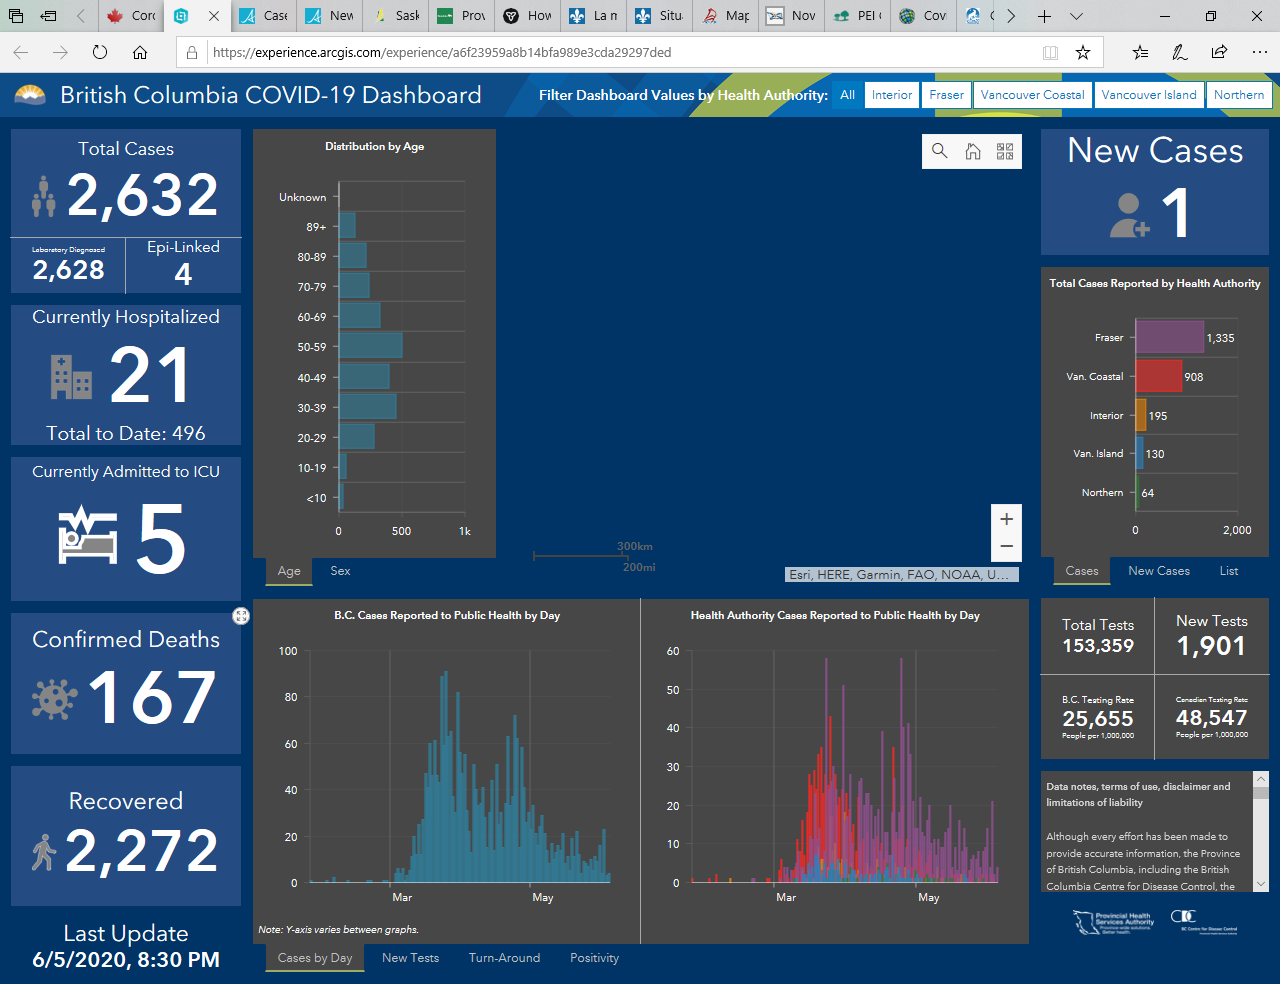 Coro
Case
New
Sask
Prov
How
La m
Situa
Map
Nov
PEI C
Covi
https://experience.arcgis.com/experience/a6f23959a8b14bfa989e3cda29297ded
British Columbia COVID-19 Dashboard
Filter Dashboard Values by Health Authority: All Interior Fraser Vancouver Coastal Vancouver Island Northern
Total Cases
2,632
Laboratory Diagnosed
2,628
Epi-Linked
4
Currently Hospitalized
21
Total to Date: 496
Currently Admitted to ICU
5
Confirmed Deaths
167
Recovered
2,272
Last Update
6/5/2020, 8:30 PM
Distribution by Age
Unknown
89+
80-89
70-79
60-69
50-59
40-49
30-39
20-29
10-19
<10
0 500 1k
Age Sex
300km
200mi
+
−
Esri, HERE, Garmin, FAO, NOAA, U...
New Cases
1
Total Cases Reported by Health Authority
Fraser 1,335
Van. Coastal 908
Interior 195
Van. Island 130
Northern 64
0 2,000
Cases New Cases List
B.C. Cases Reported to Public Health by Day
100
80
60
40
20
0
Mar May
Note: Y-axis varies between graphs.
Health Authority Cases Reported to Public Health by Day
60
50
40
30
20
10
0
Mar May
Cases by Day New Tests Turn-Around Positivity
Total Tests
153,359
New Tests
1,901
B.C. Testing Rate
25,655
People per 1,000,000
Canadian Testing Rate
48,547
People per 1,000,000
Data notes, terms of use, disclaimer and
limitations of liability
Although every effort has been made to
provide accurate information, the Province
of British Columbia, including the British
Columbia Centre for Disease Control, the
Provincial Health
Services Authority
Province-wide solutions.
Better health.
BC Centre for Disease Control